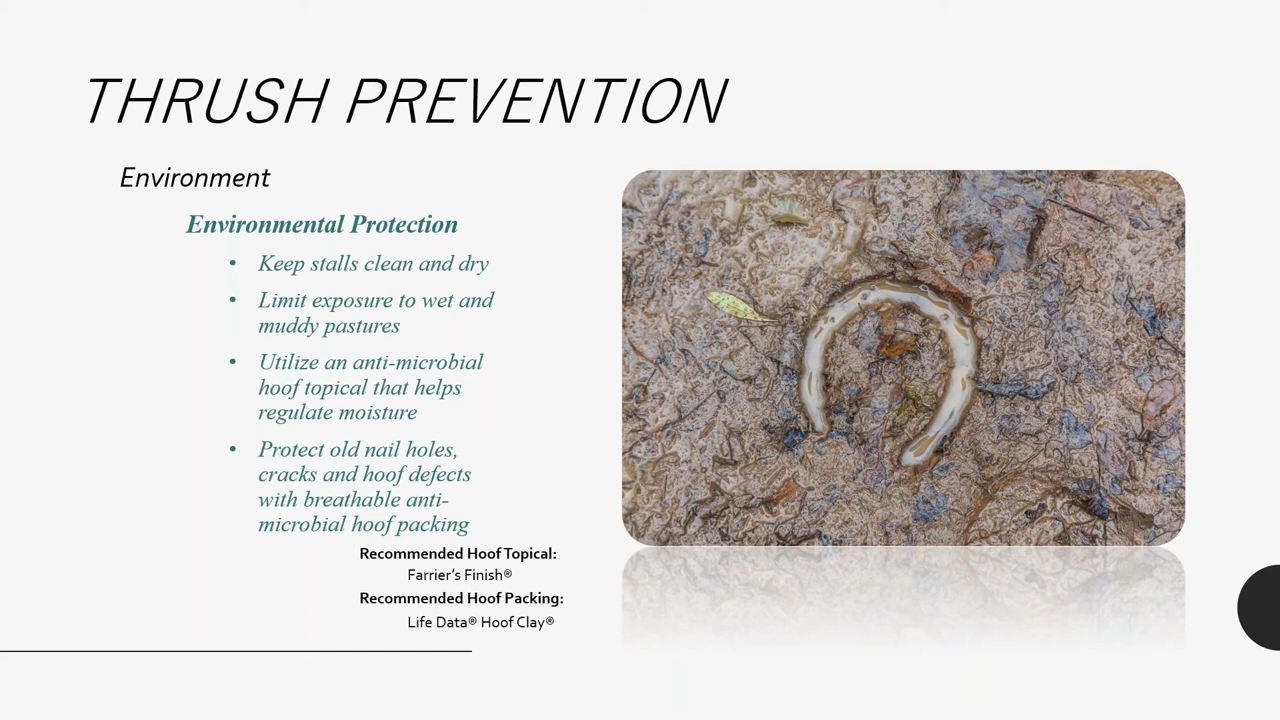 THRUSH PREVENTION
Environment
Environmental Protection
• Keep stalls clean and dry
• Limit exposure to wet and
muddy pastures
• Utilize an anti-microbial
hoof topical that helps
regulate moisture
• Protect old nail holes,
cracks and hoof defects
with breathable anti-
microbial hoof packing
Recommended Hoof Topical:
Farrier’s Finish®
Recommended Hoof Packing:
Life Data® Hoof Clay®